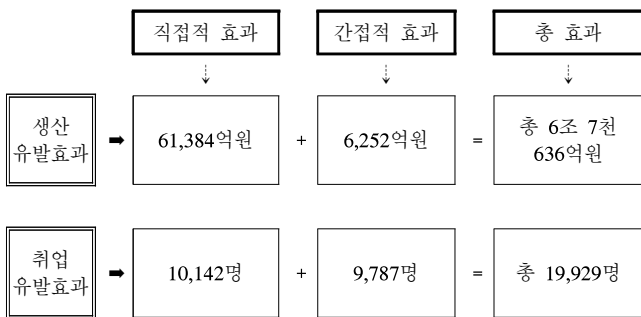 직접적 효과
간접적 효과
총 효과
생산
유발효과
➡
61,384억원
+
6,252억원
=
총 6조 7천
636억원
취업
유발효과
➡
10,142명
+
9,787명
=
총 19,929명